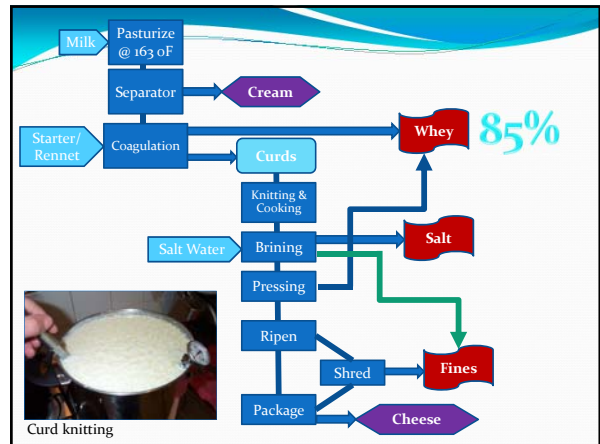 Milk
Pasturize
@ 163 0F
Separator
Cream
Starter/
Rennet
Coagulation
Whey
85%
Curds
Knitting &
Cooking
Salt Water
Brining
Salt
Pressing
Ripen
Shred
Fines
Package
Cheese
Curd knitting